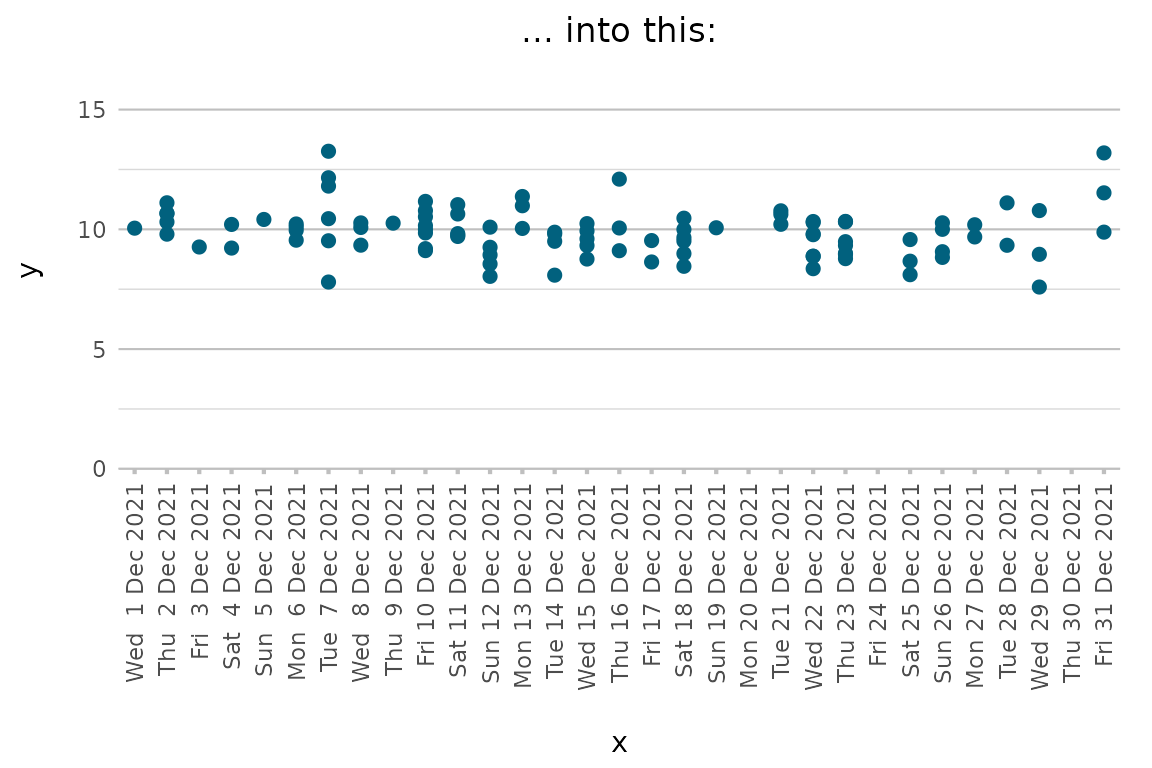 ... into this:
15
10
5
0
y
Wed  1 Dec 2021
Thu  2 Dec 2021
Fri  3 Dec 2021
Sat  4 Dec 2021
Sun  5 Dec 2021
Mon  6 Dec 2021
Tue  7 Dec 2021
Wed  8 Dec 2021
Thu  9 Dec 2021
Fri 10 Dec 2021
Sat 11 Dec 2021
Sun 12 Dec 2021
Mon 13 Dec 2021
Tue 14 Dec 2021
Wed 15 Dec 2021
Thu 16 Dec 2021
Fri 17 Dec 2021
Sat 18 Dec 2021
Sun 19 Dec 2021
Mon 20 Dec 2021
Tue 21 Dec 2021
Wed 22 Dec 2021
Thu 23 Dec 2021
Fri 24 Dec 2021
Sat 25 Dec 2021
Sun 26 Dec 2021
Mon 27 Dec 2021
Tue 28 Dec 2021
Wed 29 Dec 2021
Thu 30 Dec 2021
Fri 31 Dec 2021
x